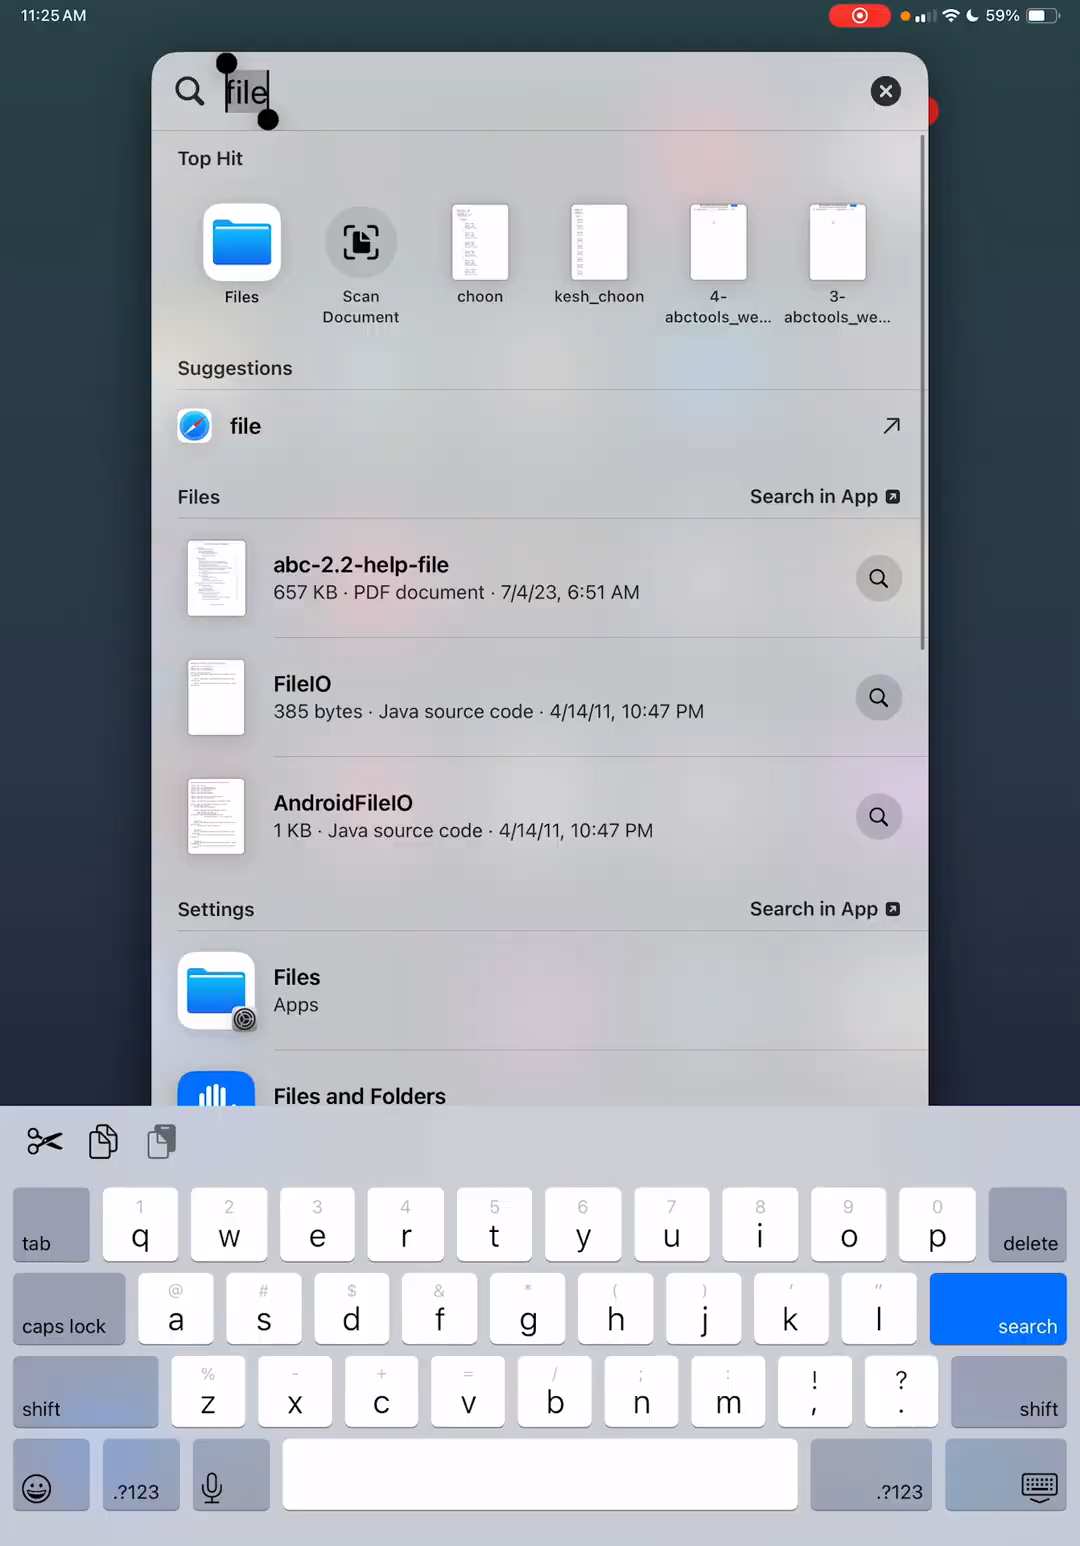 11:25 AM
59%
file
Top Hit
Files
Scan Document
choon
kesh_choon
4-abctools_we...
3-abctools_we...
Suggestions
file
Files
Search in App
abc-2.2-help-file
657 KB · PDF document · 7/4/23, 6:51 AM
FileIO
385 bytes · Java source code · 4/14/11, 10:47 PM
AndroidFileIO
1 KB · Java source code · 4/14/11, 10:47 PM
Settings
Search in App
Files
Apps
Files and Folders
1 2 3 4 5 6 7 8 9 0
tab q w e r t y u i o p delete
@ # $ & * ( ) ' "
caps lock a s d f g h j k l search
% - + = / ; : ! ?
shift z x c v b n m , . shift
.?123 .?123